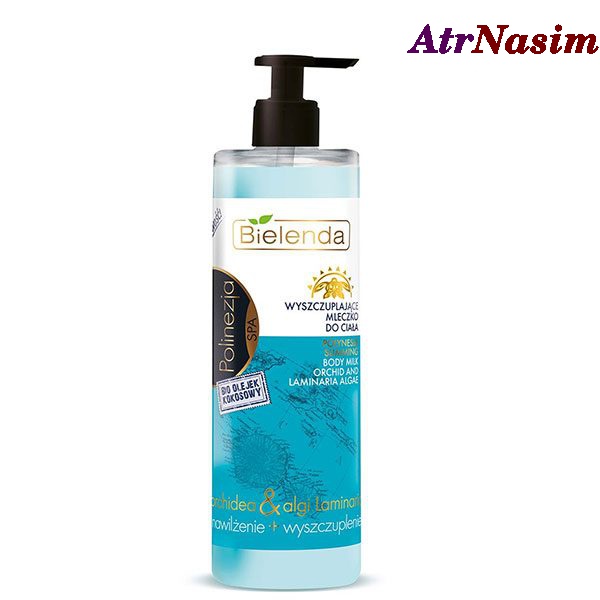 AtrNasim
Bielenda
WYSZCZUPLAJĄCE
MLECZKO
DO CIAŁA
POLYNESIA
SLIMMING
BODY MILK
ORCHID AND
LAMINARIA ALGAE
Polinezja
SPA
BIO OLEJEK
KOKOSOWY
orchidea & algi Laminaria
nawilżenie + wyszczuplenie